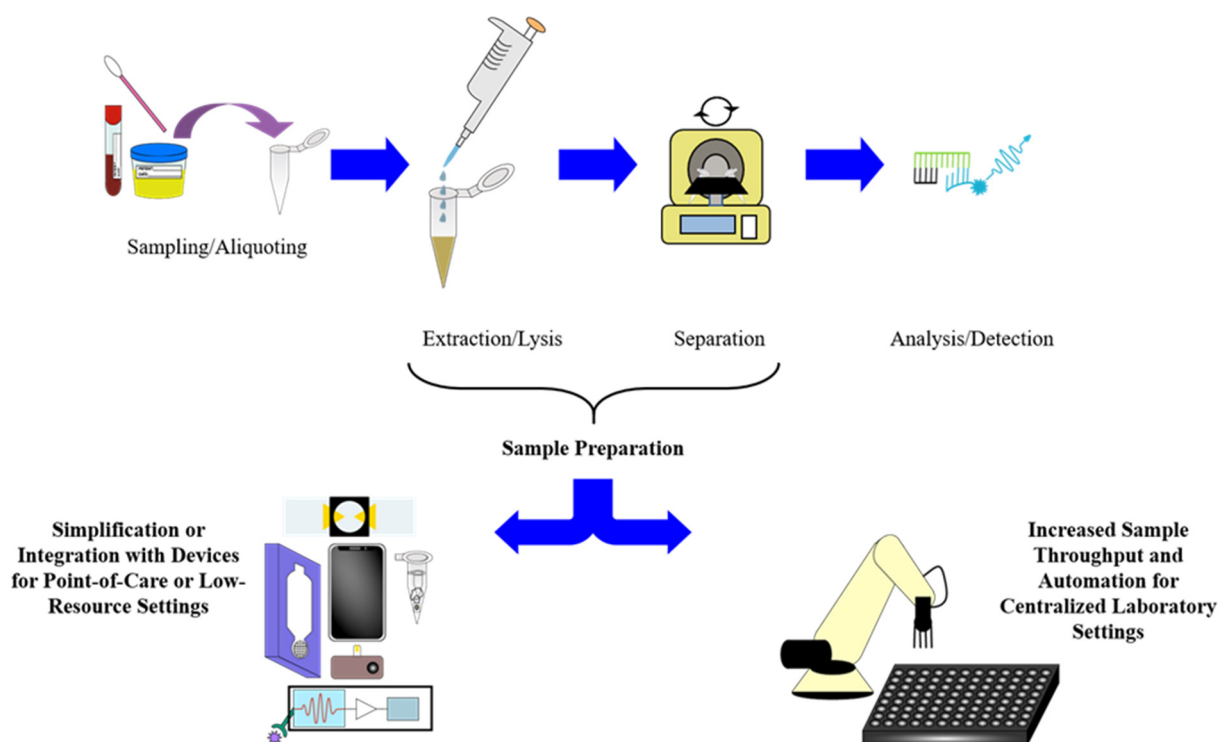 Sampling/Aliquoting
Extraction/Lysis
Separation
Analysis/Detection
Sample Preparation
Simplification or
Integration with Devices
for Point-of-Care or Low-
Resource Settings
Increased Sample
Throughput and
Automation for
Centralized Laboratory
Settings